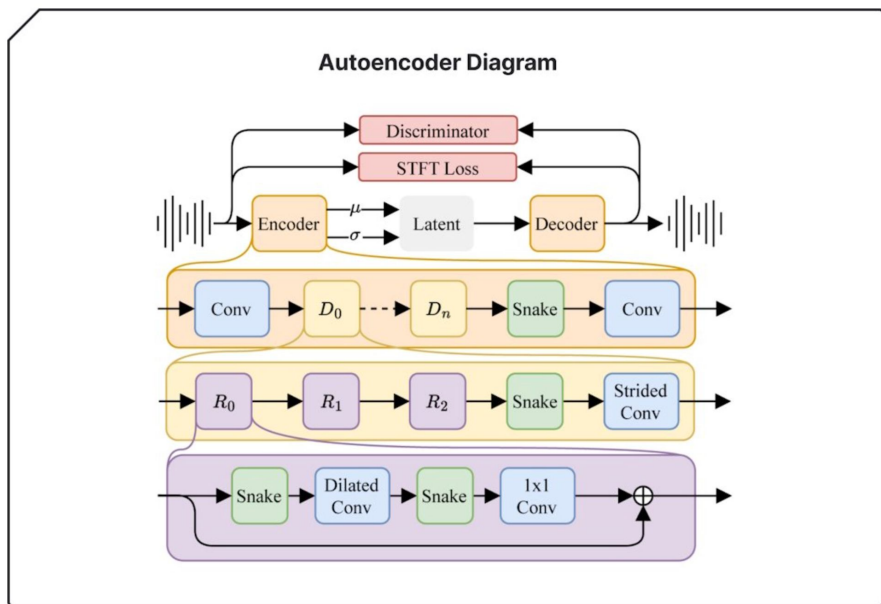 Autoencoder Diagram
Discriminator
STFT Loss
Encoder
μ
σ
Latent
Decoder
Conv
D₀
Dₙ
Snake
Conv
R₀
R₁
R₂
Snake
Strided
Conv
Snake
Dilated
Conv
Snake
1x1
Conv